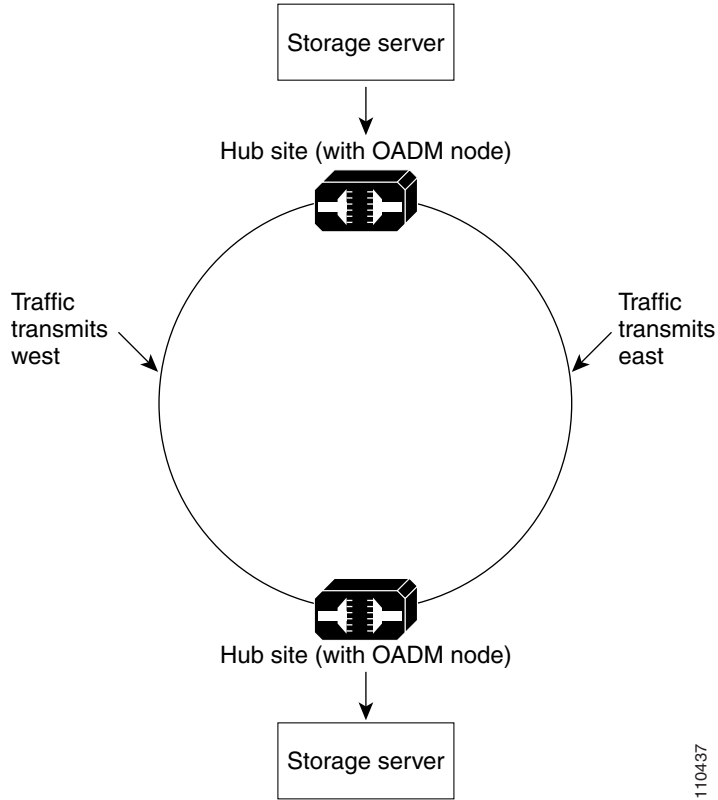 Storage server
Hub site (with OADM node)
Traffic
transmits
west
Traffic
transmits
east
Hub site (with OADM node)
Storage server
110437